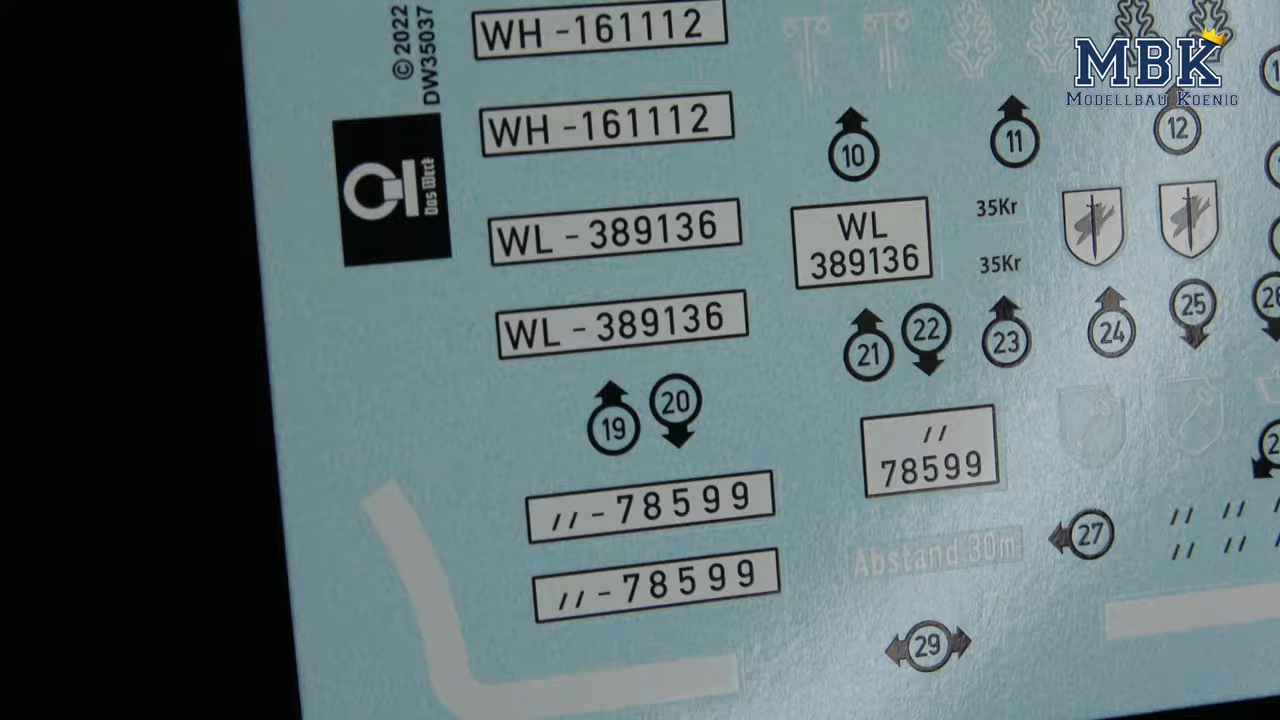 ©2022
DW35037
Das Werk
WH -161112
WH -161112
WL - 389136
WL - 389136
MBK
MODELLBAU KOENIG
10
11
12
WL
389136
35Kr
35Kr
19
20
21
22
23
24
25
28
// - 78599
// - 78599
//
78599
Abstand 30m
27
29